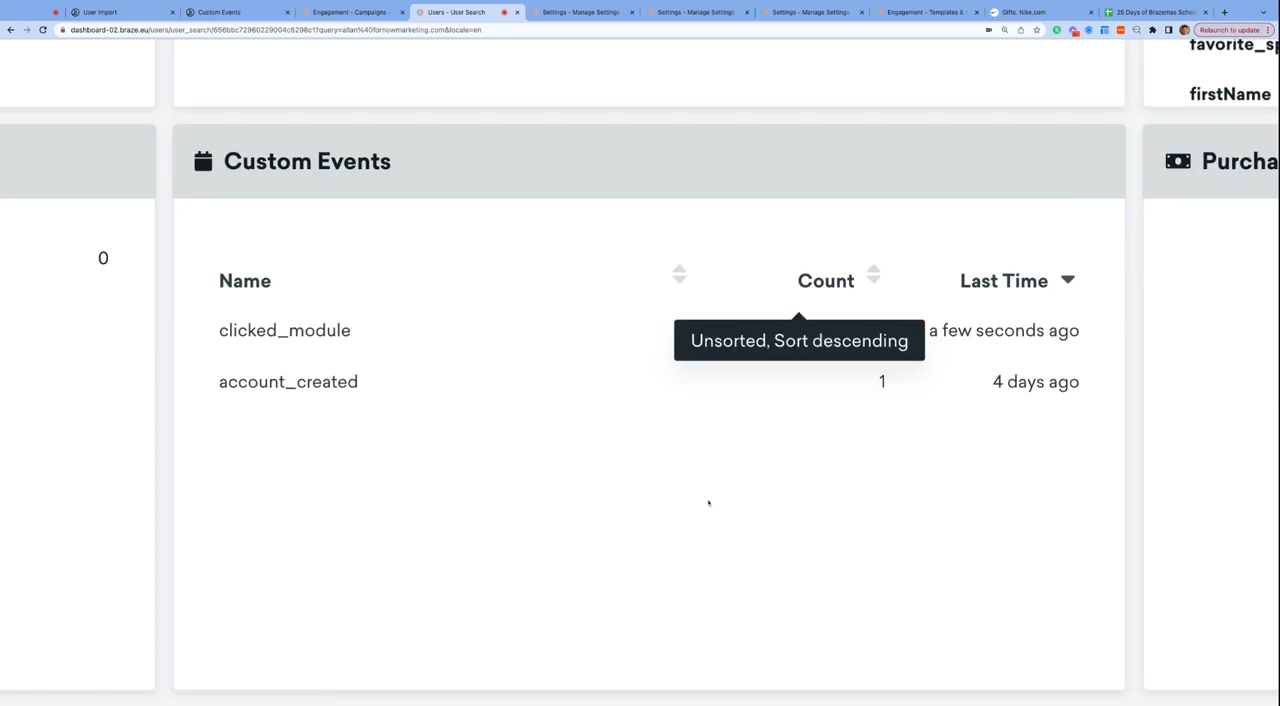 User Import
Custom Events
Engagement - Campaigns -
Users - User Search
Settings - Manage Settings
Settings - Manage Settings
Settings - Manage Settings
Engagement - Templates &
Gifts. Nike.com
25 Days of Brazemas Sche
dashboard-02.braze.eu/users/user_search/656bbc72960229004c6298c1?query=allan%40fornowmarketing.com&locale=en
Relaunch to update
favorite_sp
firstName
Custom Events
Purcha
0
Name
Count
Last Time
clicked_module
Unsorted, Sort descending
a few seconds ago
account_created
1
4 days ago